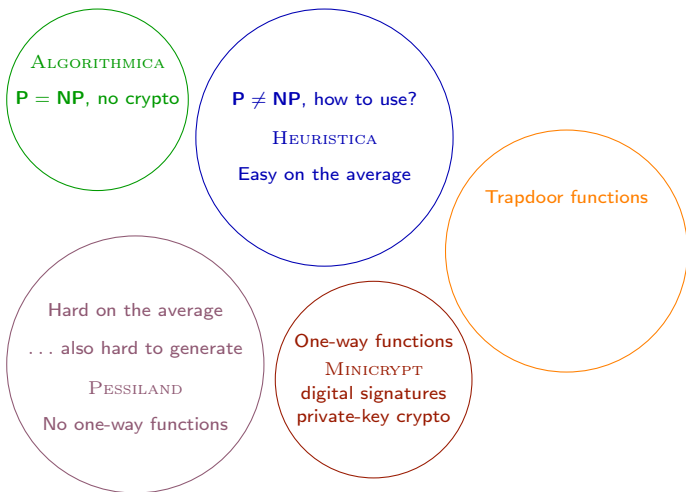 ALGORITHMICA
P = NP, no crypto
P ≠ NP, how to use?
HEURISTICA
Easy on the average
Trapdoor functions
Hard on the average
... also hard to generate
PESSILAND
No one-way functions
One-way functions
MINICRYPT
digital signatures
private-key crypto